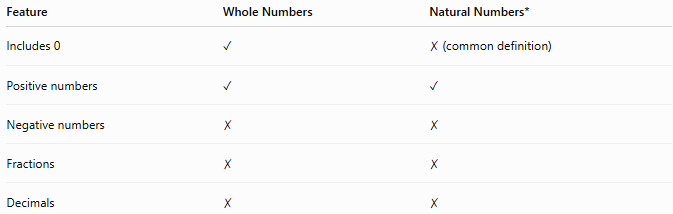 Feature Whole Numbers Natural Numbers*
Includes 0 ✓ ✗ (common definition)
Positive numbers ✓ ✓
Negative numbers ✗ ✗
Fractions ✗ ✗
Decimals ✗ ✗